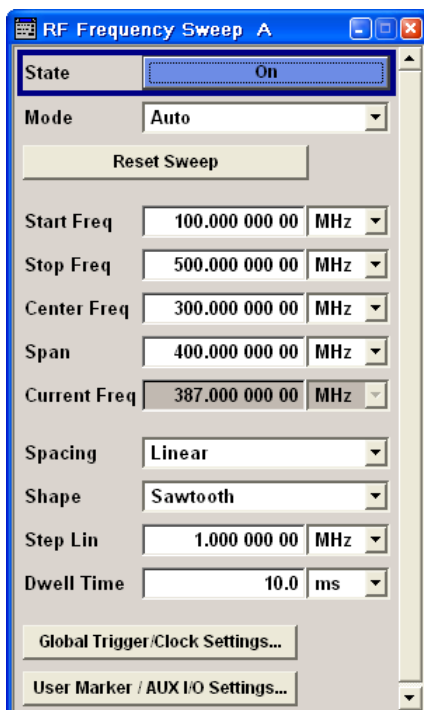 RF Frequency Sweep A
State On
Mode Auto
Reset Sweep
Start Freq 100.000 000 00 MHz
Stop Freq 500.000 000 00 MHz
Center Freq 300.000 000 00 MHz
Span 400.000 000 00 MHz
Current Freq 387.000 000 00 MHz
Spacing Linear
Shape Sawtooth
Step Lin 1.000 000 00 MHz
Dwell Time 10.0 ms
Global Trigger/Clock Settings...
User Marker / AUX I/O Settings...